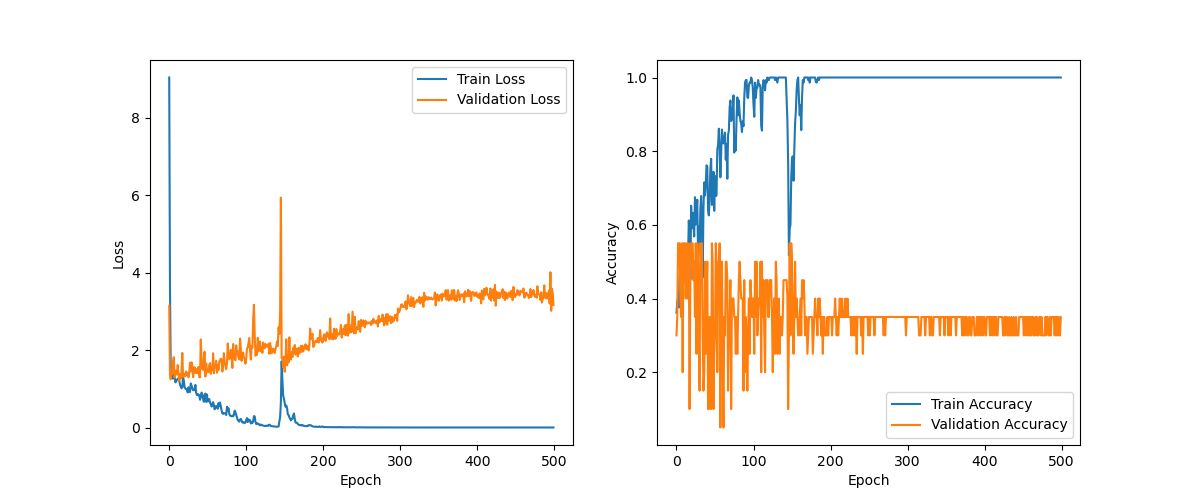 Train Loss
Validation Loss
8
6
4
2
0
Loss
0 100 200 300 400 500
Epoch
1.0
0.8
0.6
0.4
0.2
Accuracy
Train Accuracy
Validation Accuracy
0 100 200 300 400 500
Epoch